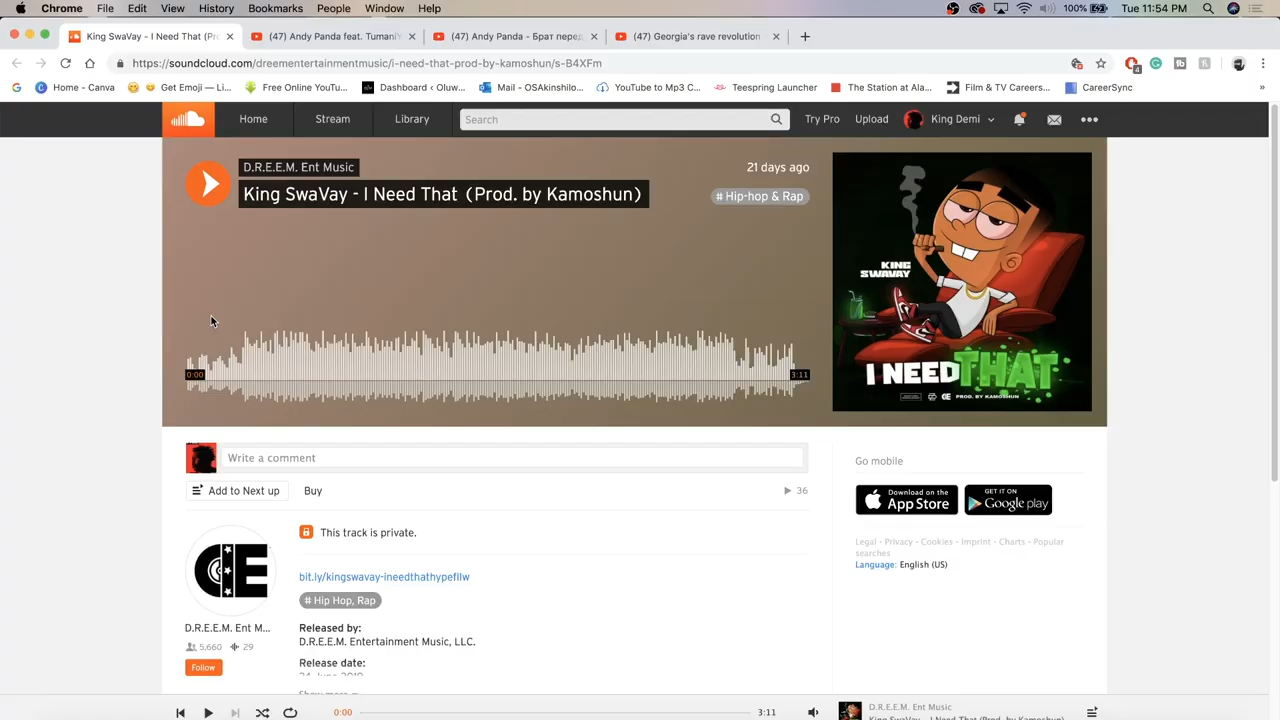 Chrome File Edit View History Bookmarks People Window Help 100% Tue 11:54 PM
King SwaVay - I Need That (Pro (47) Andy Panda feat. TumaniY (47) Andy Panda - Брат перед (47) Georgia's rave revolution
https://soundcloud.com/dreementertainmentmusic/i-need-that-prod-by-kamoshun/s-B4XFm 4
Home - Canva Get Emoji — Li... Free Online YouTu... Dashboard ‹ Oluw... Mail - OSAkinshilo... YouTube to Mp3 C... Teespring Launcher The Station at Ala... Film & TV Careers... CareerSync »
Home Stream Library Search Try Pro Upload King Demi
D.R.E.E.M. Ent Music 21 days ago
King SwaVay - I Need That (Prod. by Kamoshun) # Hip-hop & Rap
KING
SWAVAY
I NEED THAT
PROD. BY KAMOSHUN
0:00 3:11
Write a comment
Add to Next up Buy 36
This track is private.
bit.ly/kingswavay-ineedthathypefllw
# Hip Hop, Rap
D.R.E.E.M. Ent M...
5,660 29
Follow
Released by:
D.R.E.E.M. Entertainment Music, LLC.
Release date:
Go mobile
Download on the App Store GET IT ON Google play
Legal - Privacy - Cookies - Imprint - Charts - Popular
searches
Language: English (US)
0:00 3:11 D.R.E.E.M. Ent Music